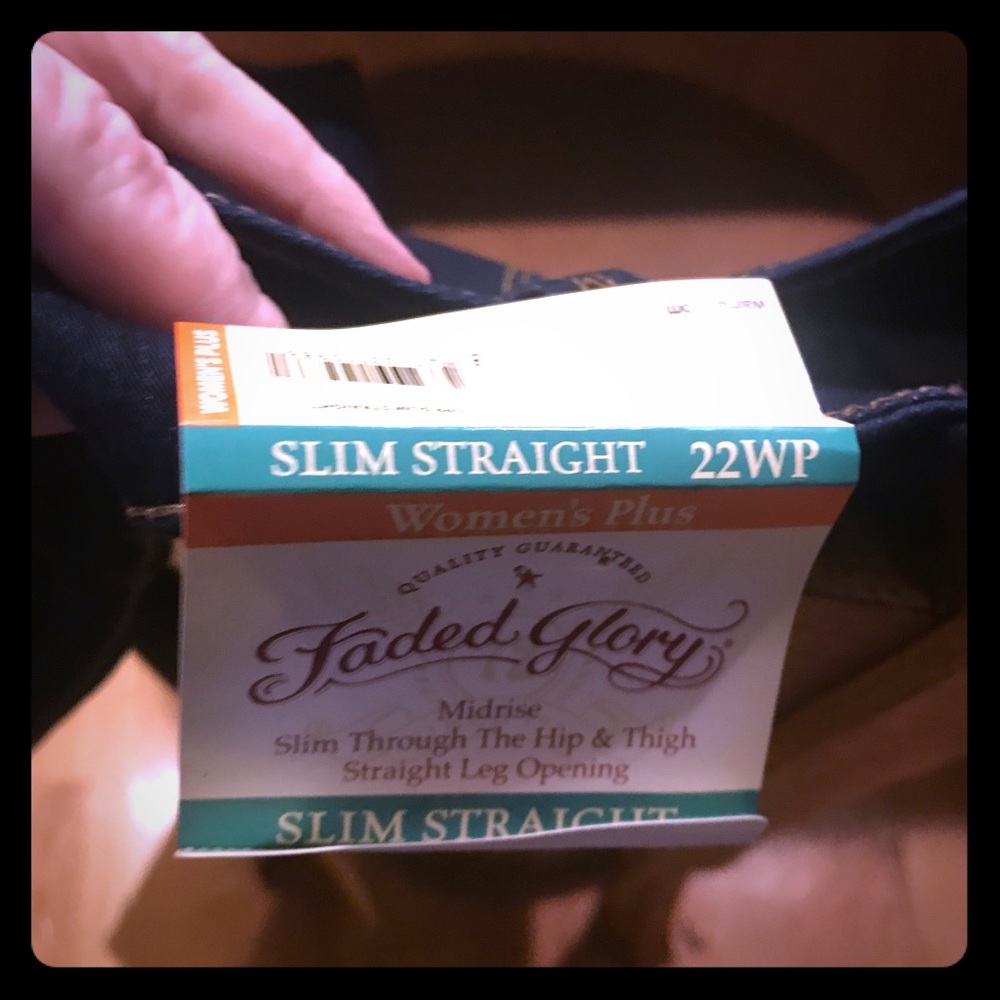 WOMEN'S PLUS
SLIM STRAIGHT 22WP
Women's Plus
QUALITY GUARANTEED
Faded Glory
Midrise
Slim Through The Hip & Thigh
Straight Leg Opening
SLIM STRAIGHT